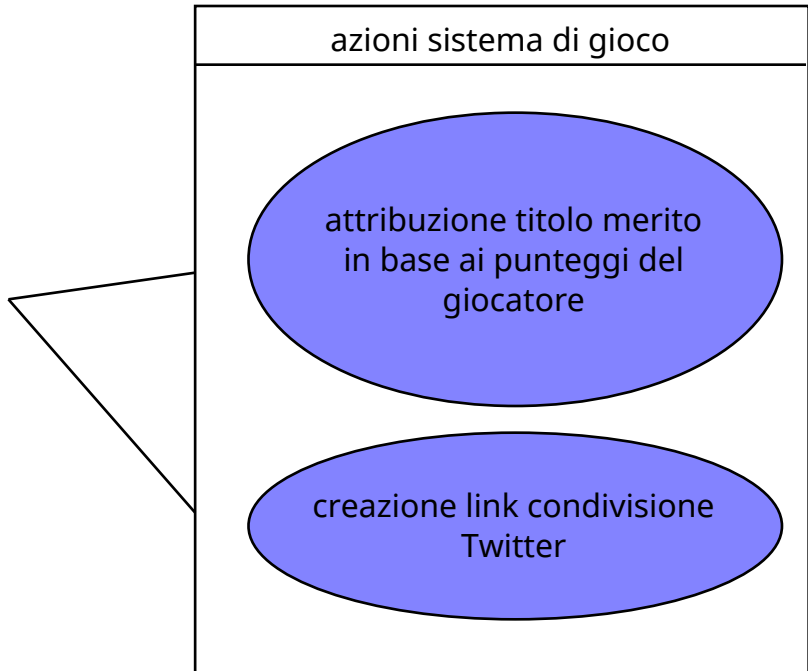 azioni sistema di gioco
attribuzione titolo merito
in base ai punteggi del
giocatore
creazione link condivisione
Twitter